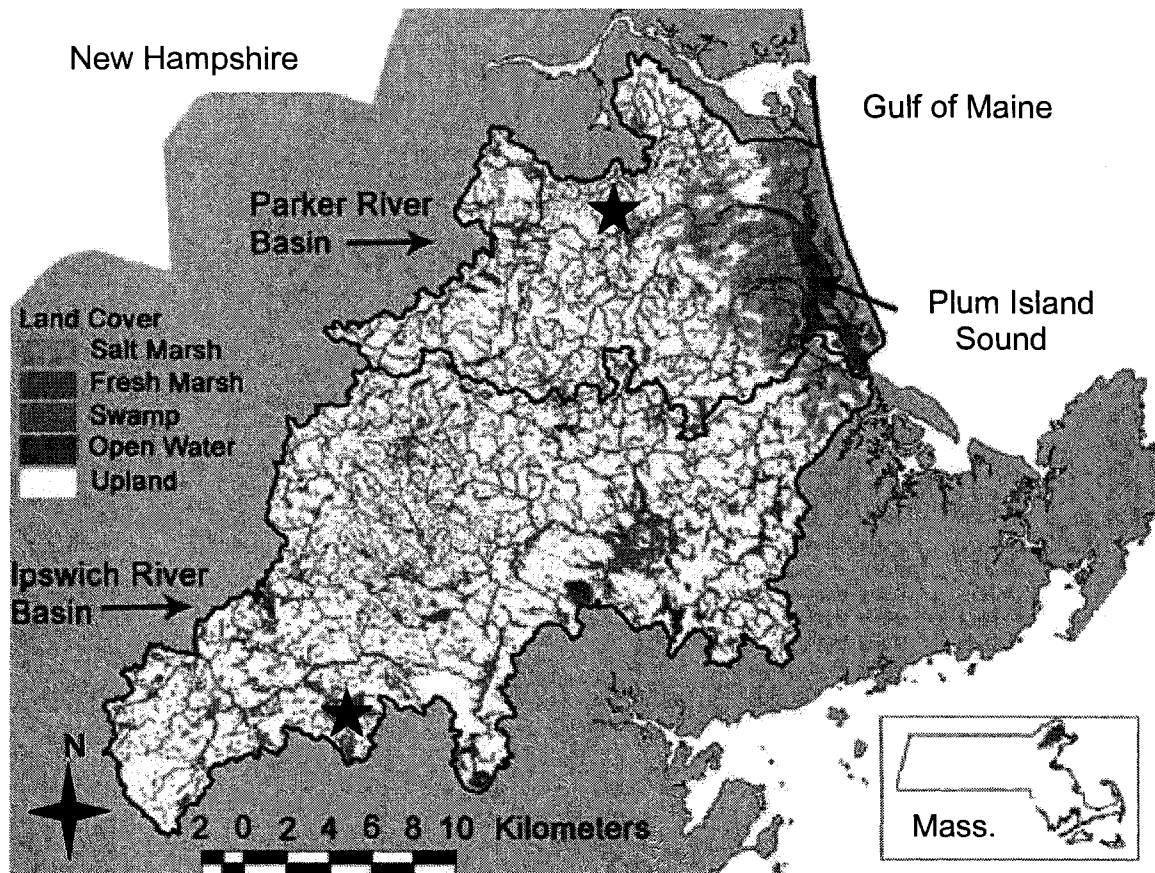 New Hampshire
Gulf of Maine
Parker River
Basin
Plum Island
Sound
Land Cover
Salt Marsh
Fresh Marsh
Swamp
Open Water
Upland
Ipswich River
Basin
N
2 0 2 4 6 8 10 Kilometers
Mass.